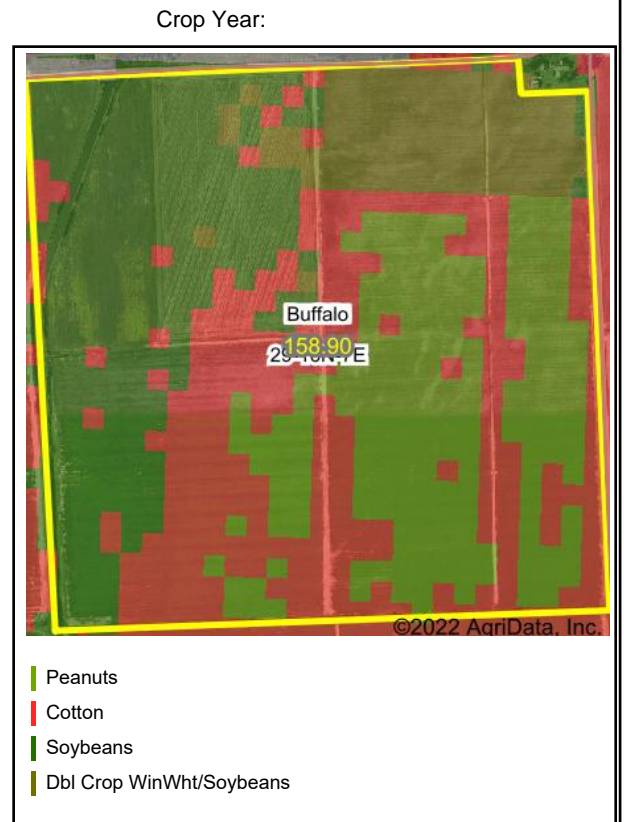 Crop Year:
Buffalo
158.90
©2022 AgriData, Inc.
Peanuts
Cotton
Soybeans
Dbl Crop WinWht/Soybeans